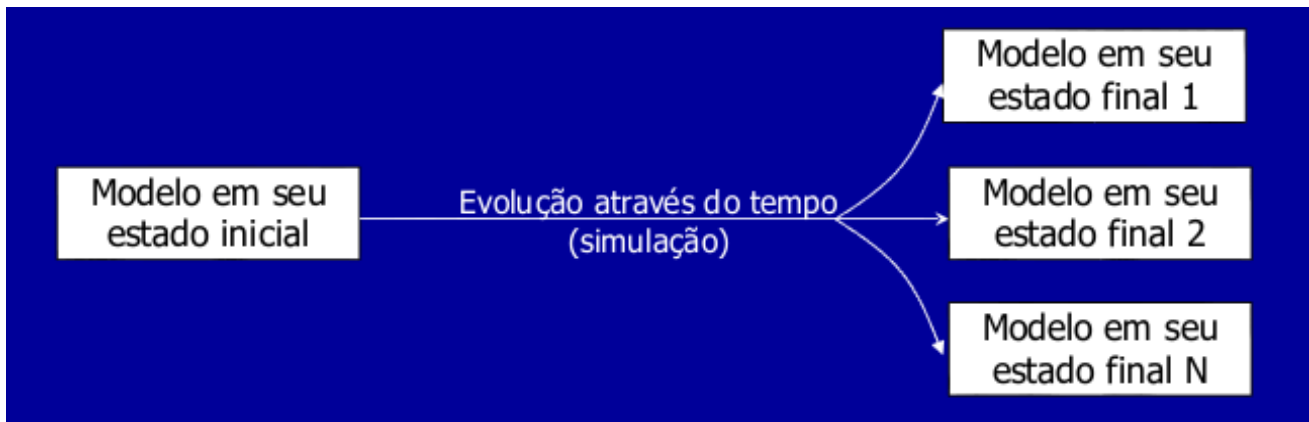 Modelo em seu
estado inicial
Evolução através do tempo
(simulação)
Modelo em seu
estado final 1
Modelo em seu
estado final 2
Modelo em seu
estado final N